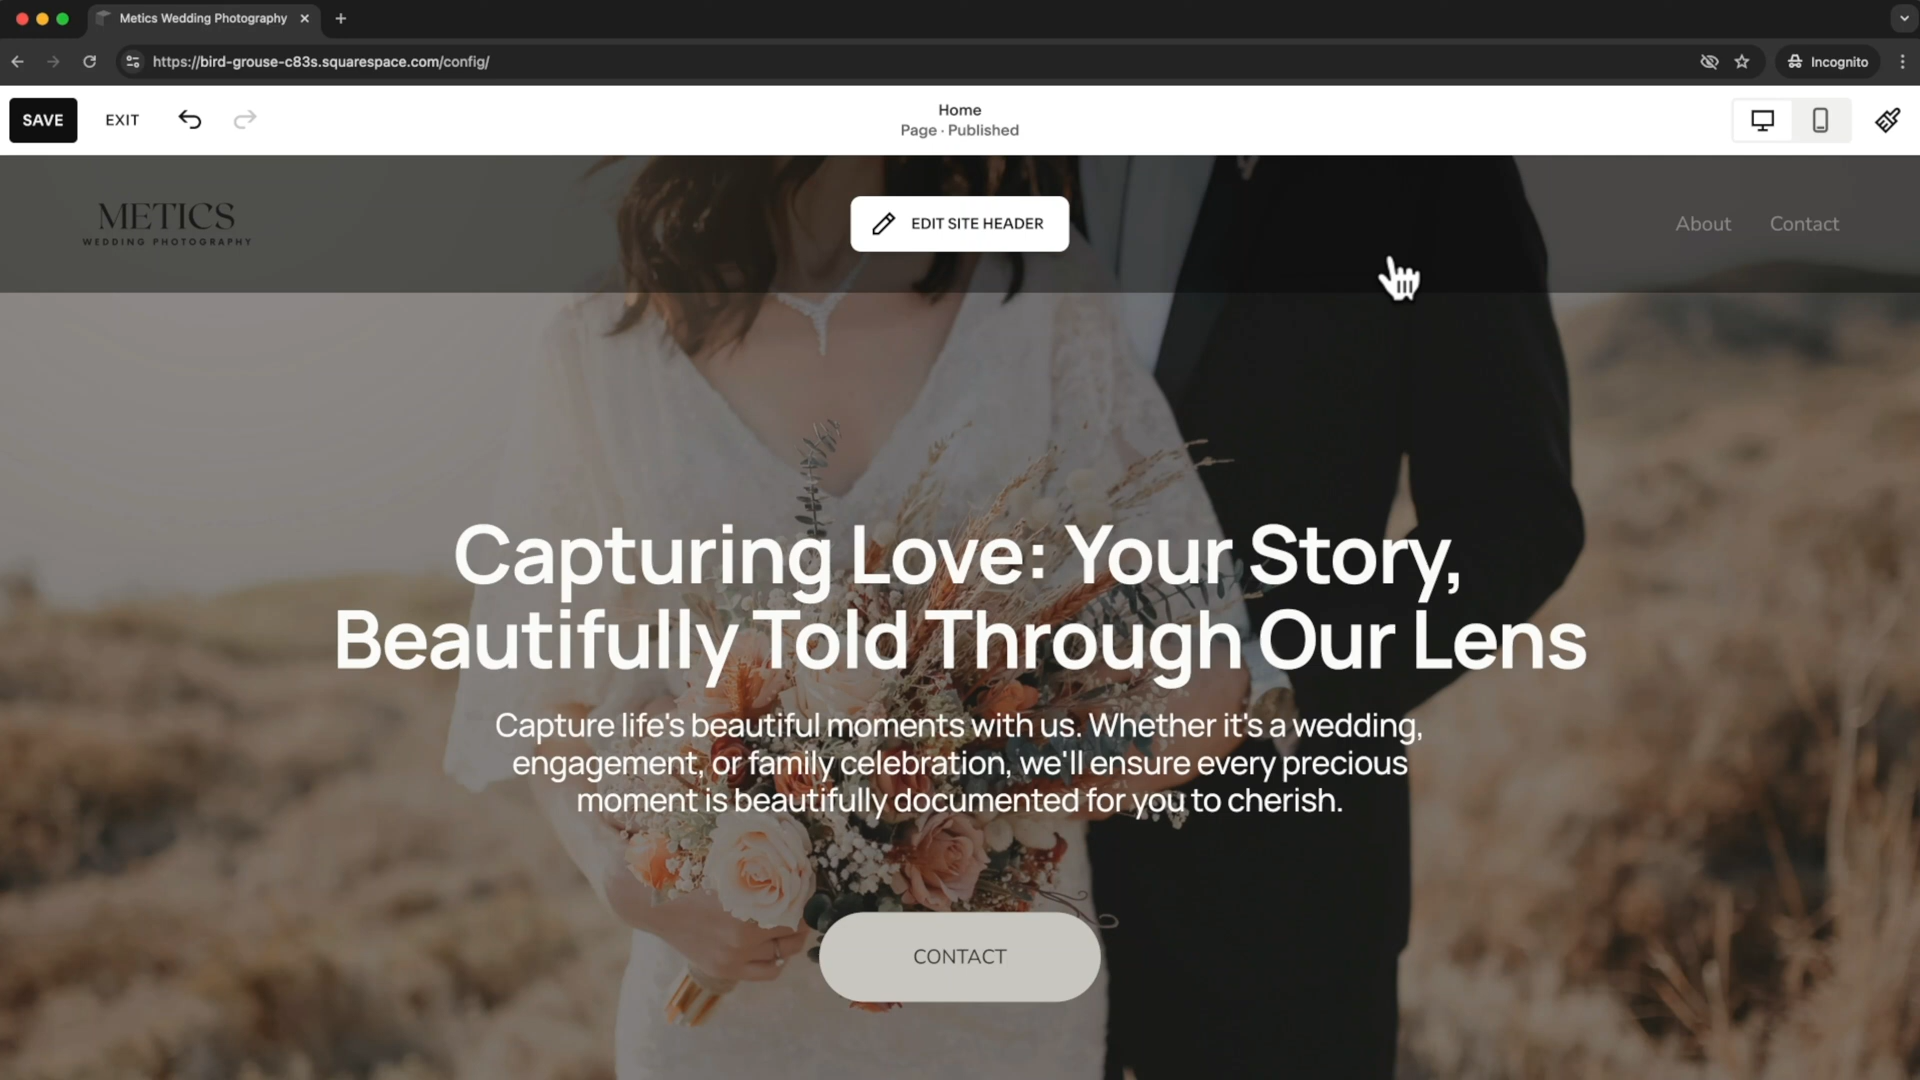 Metics Wedding Photography
https://bird-grouse-c83s.squarespace.com/config/
Incognito
SAVE
EXIT
Home
Page · Published
METICS
WEDDING PHOTOGRAPHY
EDIT SITE HEADER
About
Contact
Capturing Love: Your Story,
Beautifully Told Through Our Lens
Capture life's beautiful moments with us. Whether it's a wedding,
engagement, or family celebration, we'll ensure every precious
moment is beautifully documented for you to cherish.
CONTACT